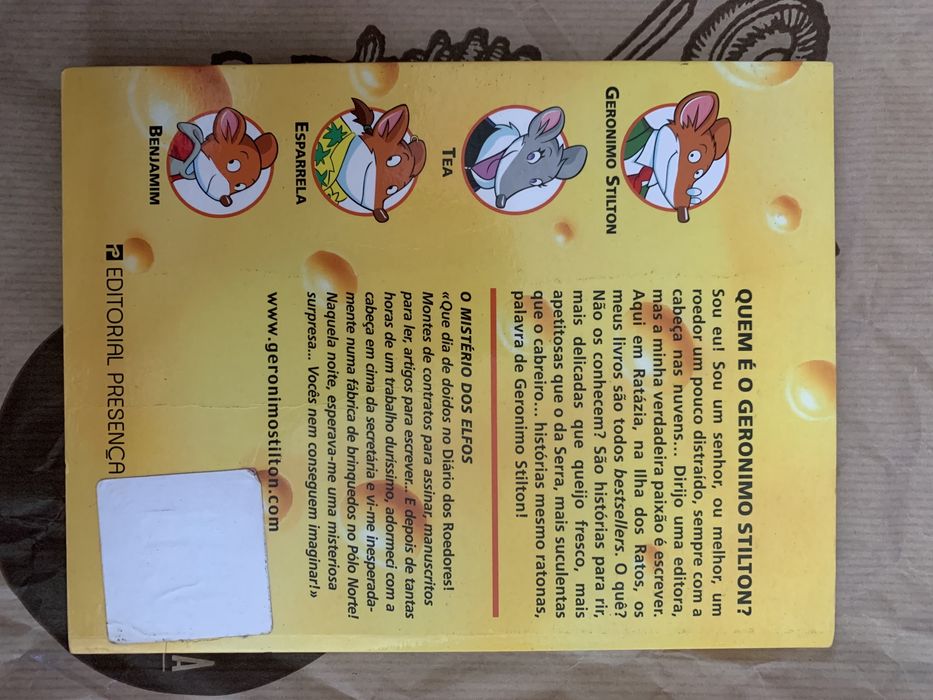 GERONIMO STILTON
TEA
ESPARRELA
BENJAMIM
QUEM É O GERONIMO STILTON?
Sou eu! Sou um senhor, ou melhor, um
roedor um pouco distraído, sempre com a
cabeça nas nuvens... Dirijo uma editora,
mas a minha verdadeira paixão é escrever.
Aqui em Ratázia, na Ilha dos Ratos, os
meus livros são todos bestsellers. O quê?
Não os conhecem? São histórias para rir,
mais delicadas que queijo fresco, mais
apetitosas que o da Serra, mais suculentas
que o cabreiro... histórias mesmo ratonas,
palavra de Geronimo Stilton!
O MISTÉRIO DOS ELFOS
«Que dia de doidos no Diário dos Roedores!
Montes de contratos para assinar, manuscritos
para ler, artigos para escrever... E depois de tantas
horas de um trabalho duríssimo, adormeci com a
cabeça em cima da secretária e vi-me inesperada-
mente numa fábrica de brinquedos no Pólo Norte!
Naquela noite, esperava-me uma misteriosa
surpresa... Vocês nem conseguem imaginar!»
www.geronimostilton.com
EDITORIAL PRESENÇA
A